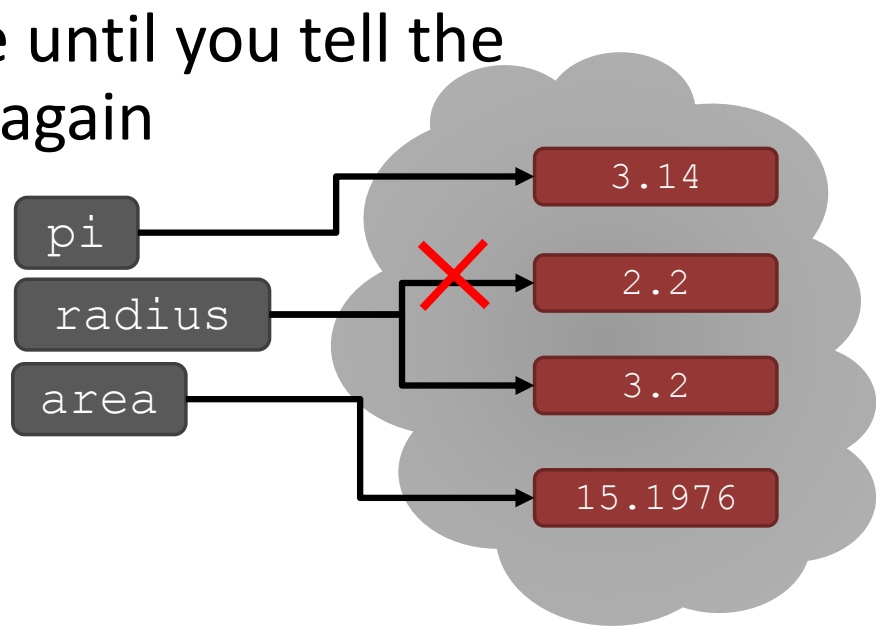 e until you tell the
again
pi
radius
area
3.14
2.2
3.2
15.1976